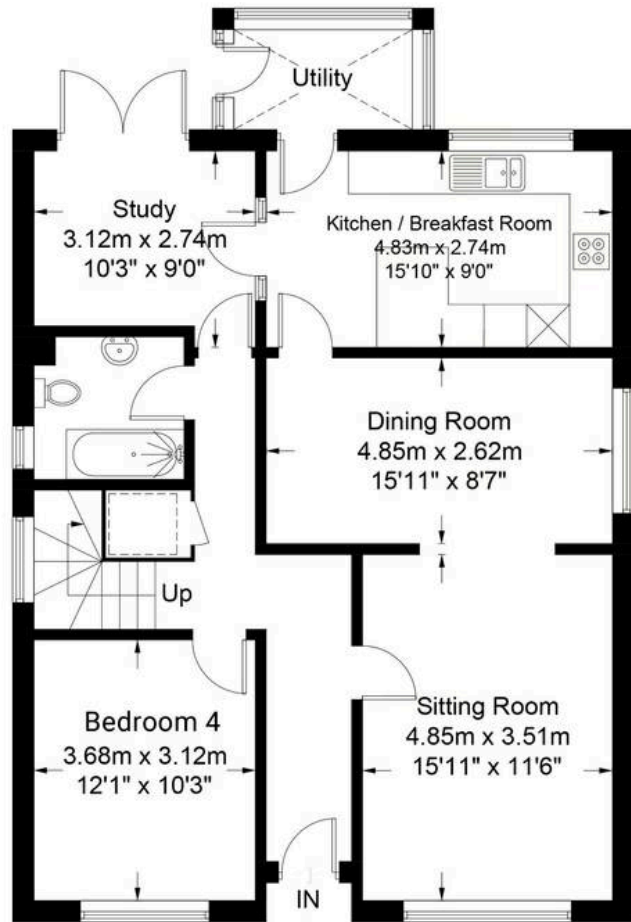 Utility
Study
3.12m x 2.74m
10'3" x 9'0"
Kitchen / Breakfast Room
4.83m x 2.74m
15'10" x 9'0"
Dining Room
4.85m x 2.62m
15'11" x 8'7"
Up
Bedroom 4
3.68m x 3.12m
12'1" x 10'3"
Sitting Room
4.85m x 3.51m
15'11" x 11'6"
IN